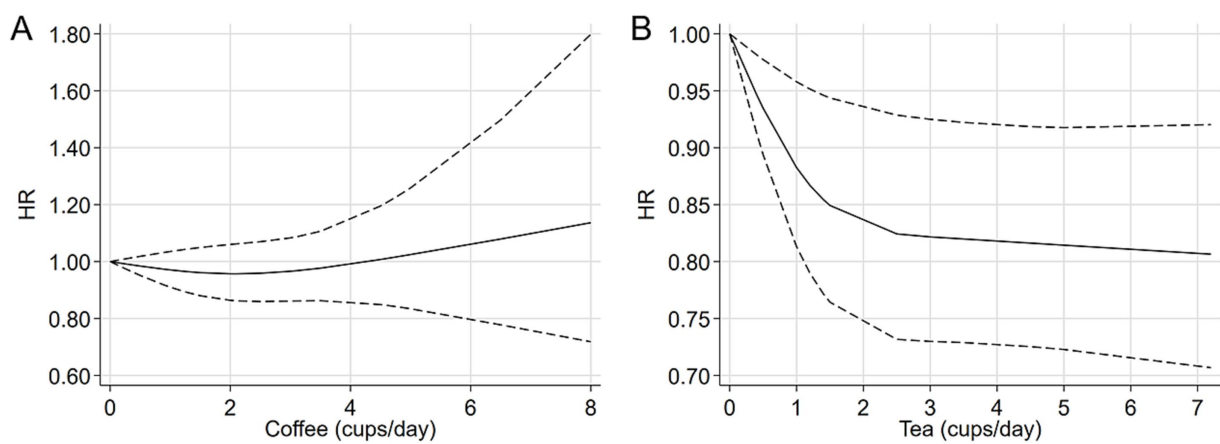 A
HR
1.80
1.60
1.40
1.20
1.00
0.80
0.60
0 2 4 6 8
Coffee (cups/day)
B
HR
1.00
0.95
0.90
0.85
0.80
0.75
0.70
0 1 2 3 4 5 6 7
Tea (cups/day)